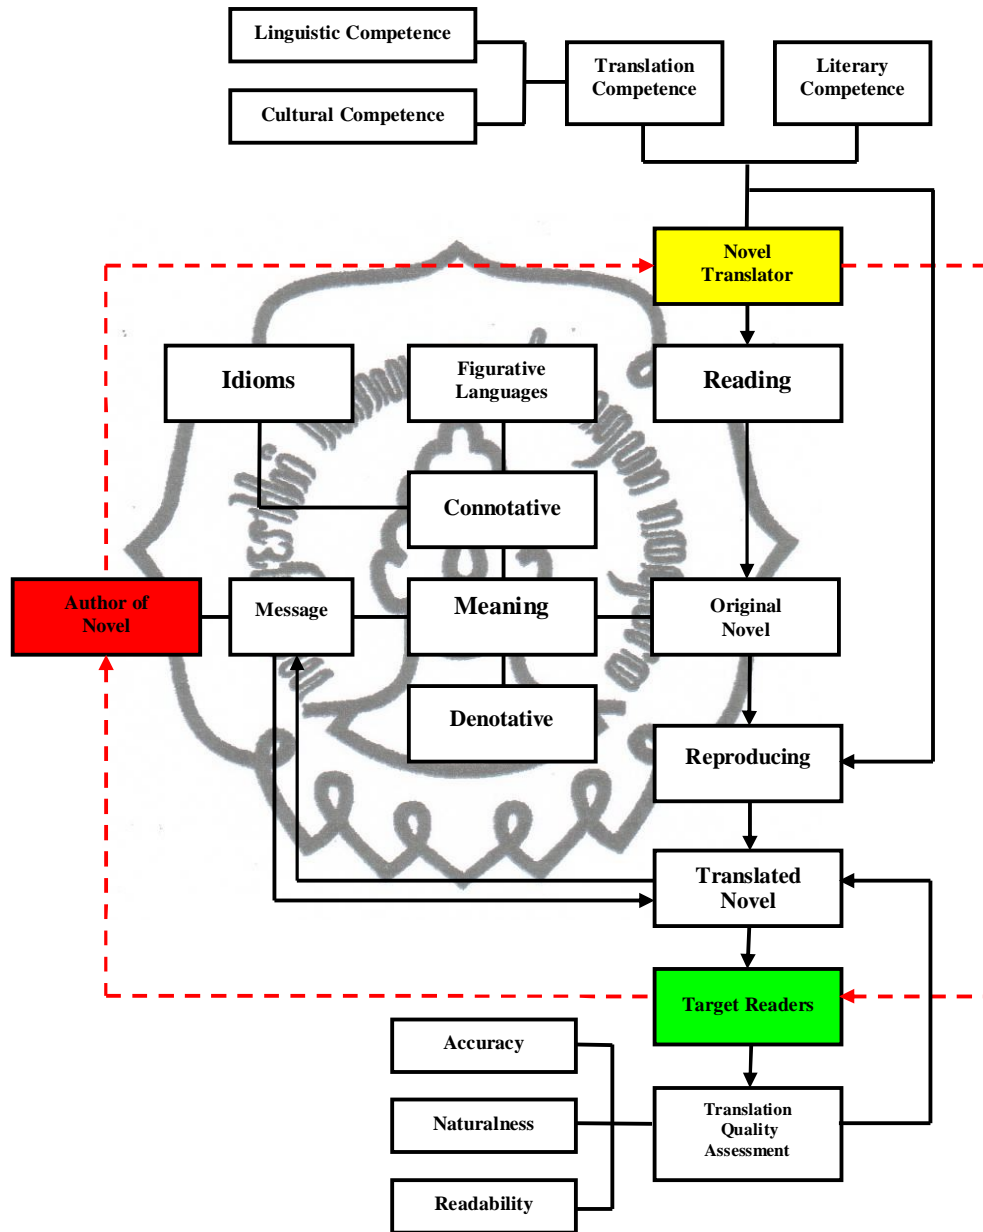 Linguistic Competence
Translation
Competence
Literary
Competence
Cultural Competence
Novel
Translator
Idioms
Figurative
Languages
Reading
Connotative
Author of
Novel
Message
Meaning
Original
Novel
Denotative
Reproducing
Translated
Novel
Target Readers
Accuracy
Naturalness
Translation
Quality
Assessment
Readability